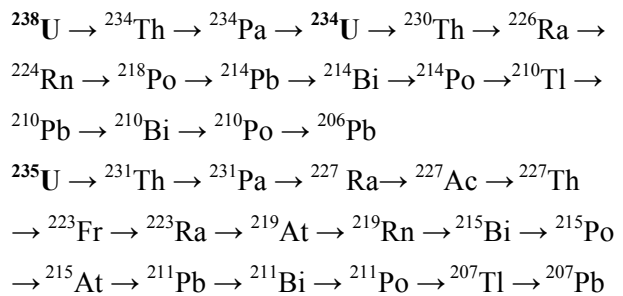 ²³⁸U → ²³⁴Th → ²³⁴Pa → ²³⁴U → ²³⁰Th → ²²⁶Ra →
²²⁴Rn → ²¹⁸Po → ²¹⁴Pb → ²¹⁴Bi →²¹⁴Po →²¹⁰Tl →
²¹⁰Pb → ²¹⁰Bi → ²¹⁰Po → ²⁰⁶Pb
²³⁵U → ²³¹Th → ²³¹Pa → ²²⁷ Ra→ ²²⁷Ac → ²²⁷Th
→ ²²³Fr → ²²³Ra → ²¹⁹At → ²¹⁹Rn → ²¹⁵Bi → ²¹⁵Po
→ ²¹⁵At → ²¹¹Pb → ²¹¹Bi → ²¹¹Po → ²⁰⁷Tl → ²⁰⁷Pb